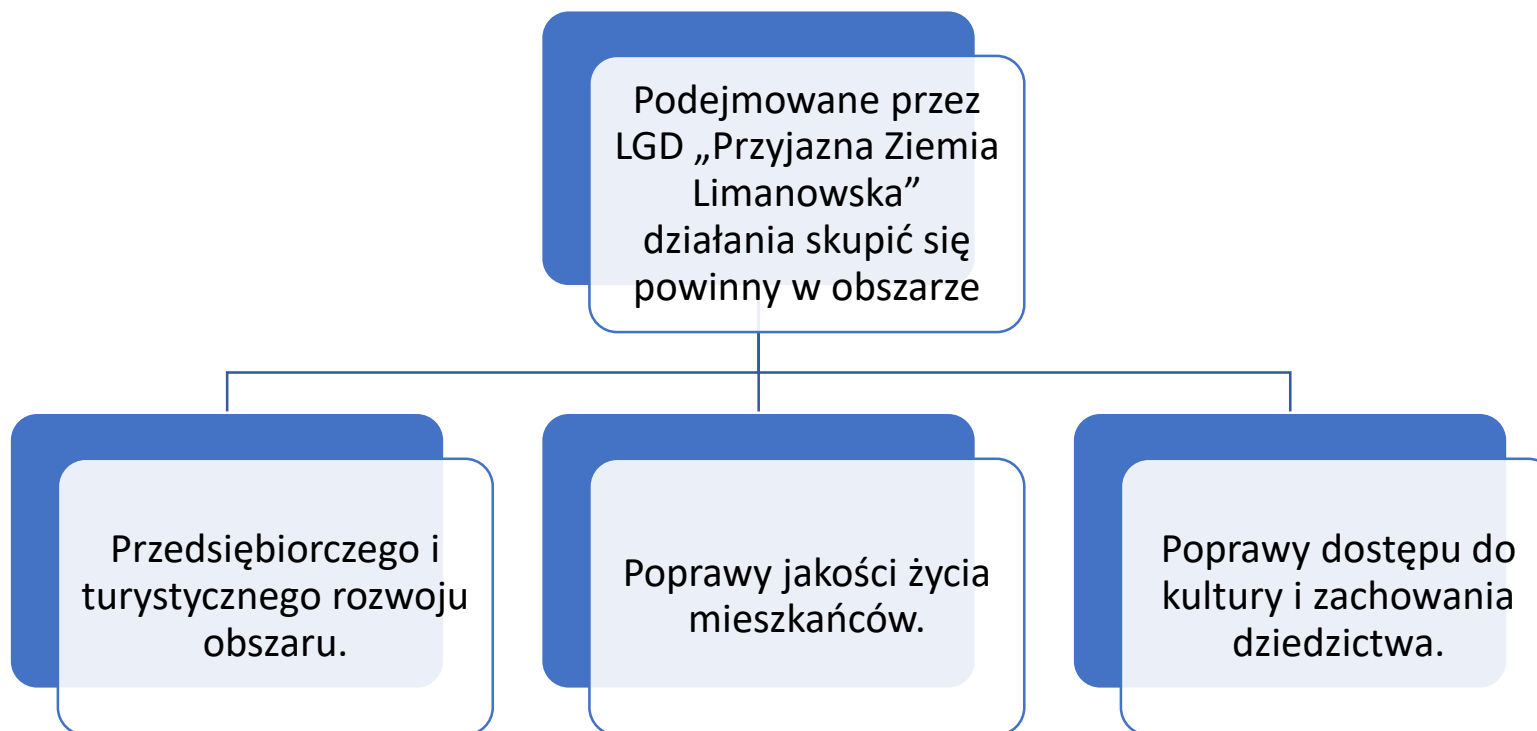 Podejmowane przez
LGD „Przyjazna Ziemia
Limanowska”
działania skupić się
powinny w obszarze
Przedsiębiorczego i
turystycznego rozwoju
obszaru.
Poprawy jakości życia
mieszkańców.
Poprawy dostępu do
kultury i zachowania
dziedzictwa.